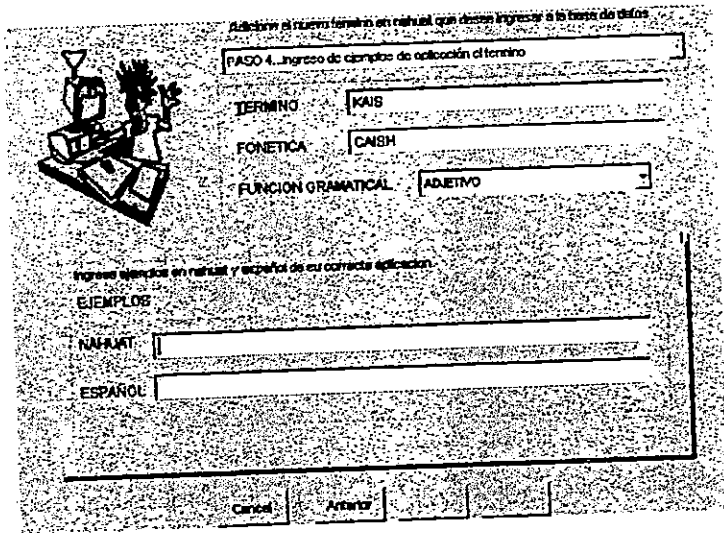 Adicione el nuevo termino en nahuat que desea ingresar a la base de datos
PASO 4...Ingreso de ejemplos de aplicación el termino
TERMINO KAIS
FONETICA CAISH
FUNCION GRAMATICAL ADJETIVO
Ingrese ejemplos en nahuat y español de su correcta aplicacion
EJEMPLOS
NAHUAT
ESPAÑOL
Cancel Anterior